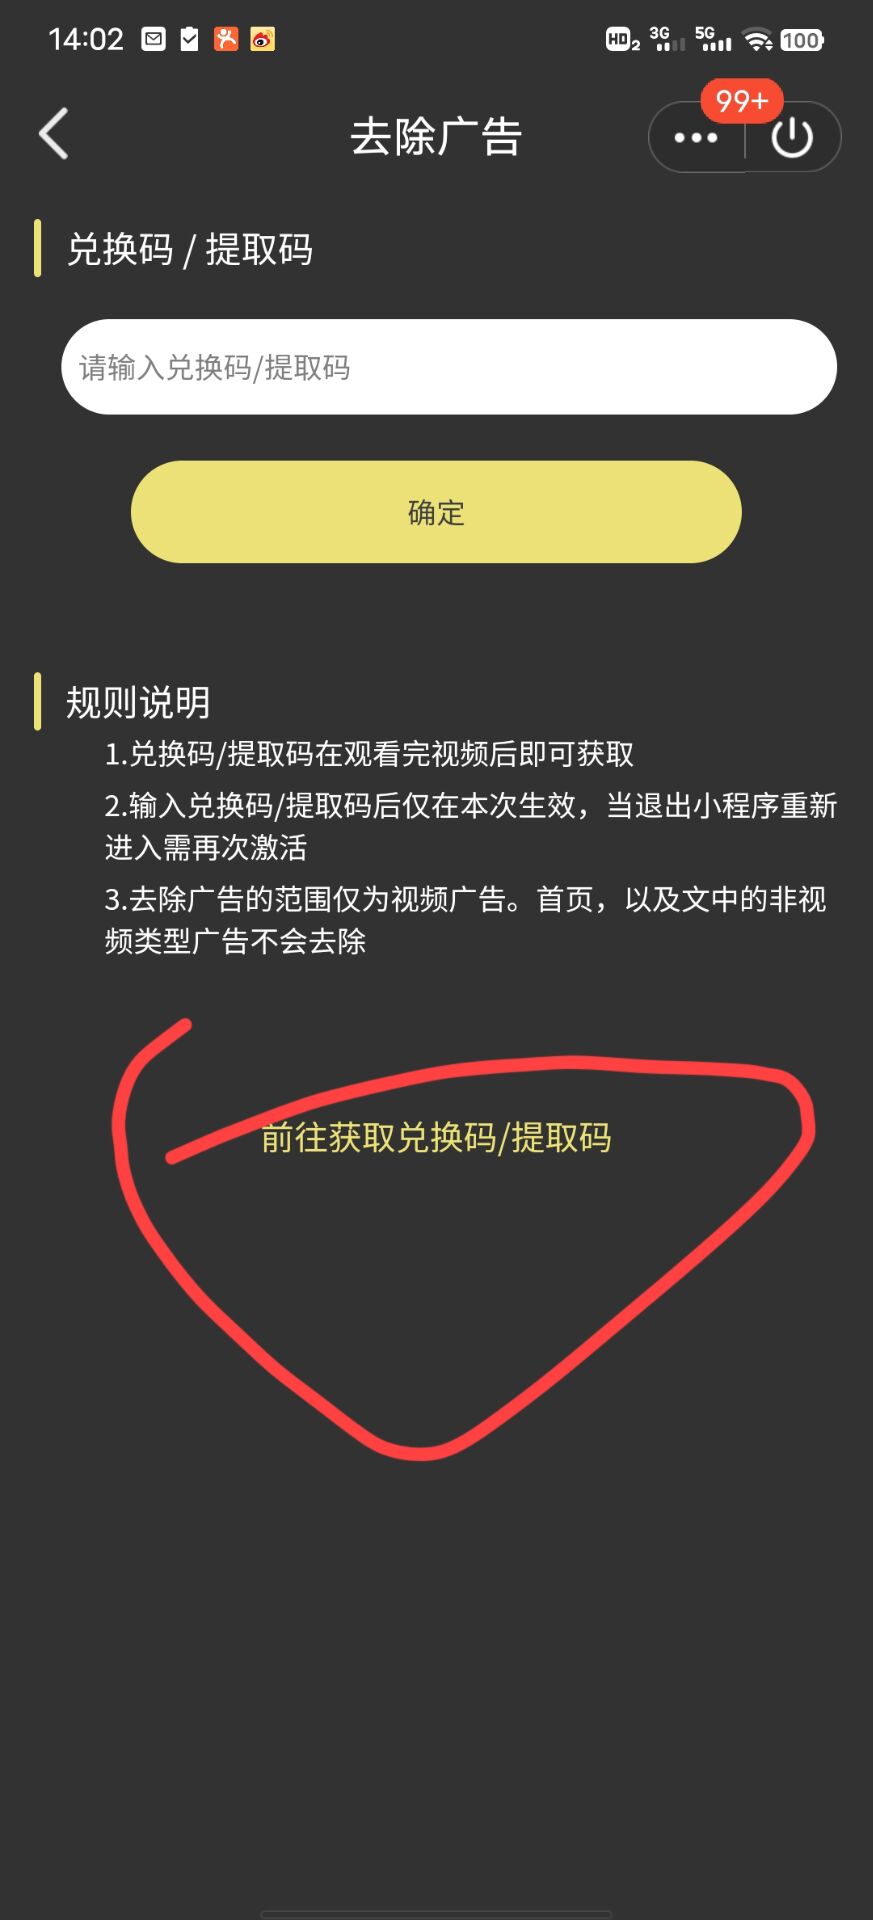 14:02
HD2 3G 5G 100
99+
去除广告
兑换码 / 提取码
请输入兑换码/提取码
确定
规则说明
1.兑换码/提取码在观看完视频后即可获取
2.输入兑换码/提取码后仅在本次生效，当退出小程序重新
进入需再次激活
3.去除广告的范围仅为视频广告。首页，以及文中的非视
频类型广告不会去除
前往获取兑换码/提取码